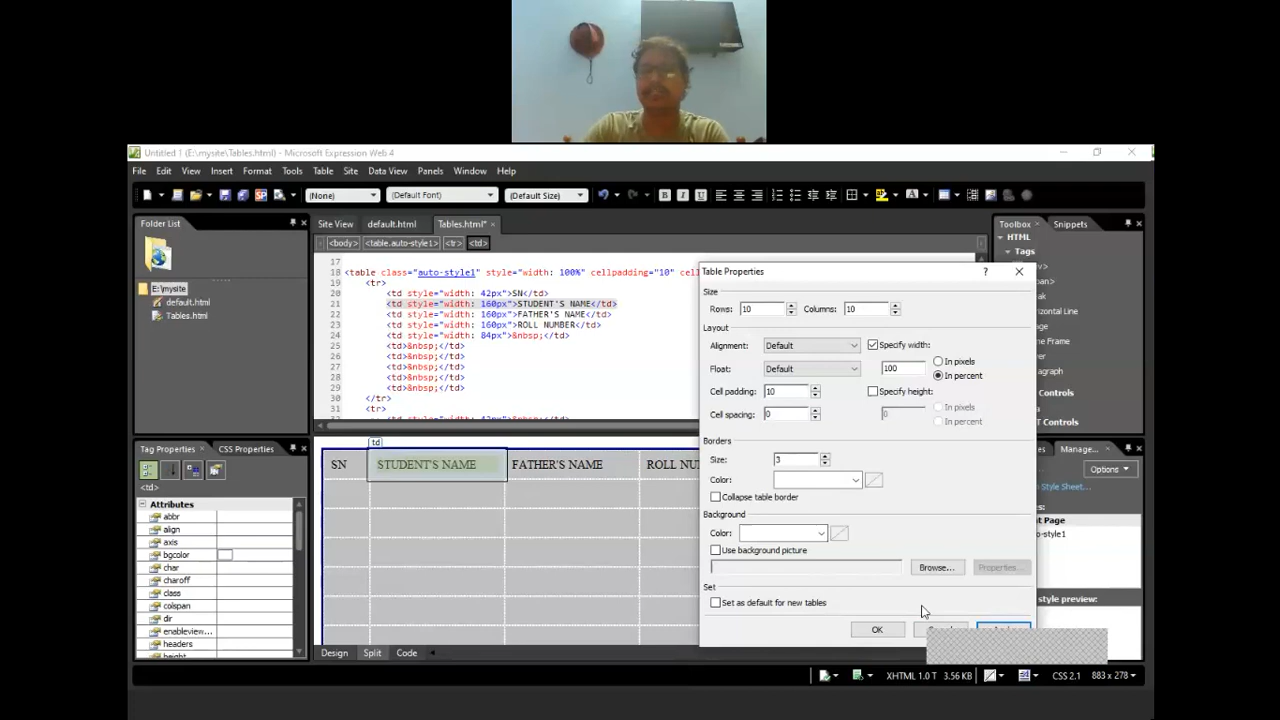 Untitled 1 (E:\mysite\Tables.html) - Microsoft Expression Web 4
File Edit View Insert Format Table Tools Site Data View Panels Window Help
(None) (Default Font) (Default Size) B I U A
Folder List
E:\mysite
default.html
Tables.html
Site View default.html Tables.html*
<body> <table.auto-style1> <tr> <td>
17
18 <table class="auto-style1" style="width: 100%" cellpadding="10"
19 <tr>
20 <td style="width: 42px">SN</td>
21 <td style="width: 160px">STUDENT'S NAME</td>
22 <td style="width: 160px">FATHER'S NAME</td>
23 <td style="width: 160px">ROLL NUMBER</td>
24 <td style="width: 84px">&nbsp;</td>
25 <td>&nbsp;</td>
26 <td>&nbsp;</td>
27 <td>&nbsp;</td>
28 <td>&nbsp;</td>
29 <td>&nbsp;</td>
30 </tr>
31 <tr>
td
SN STUDENT'S NAME FATHER'S NAME ROLL NU
Design Split Code
Tag Properties CSS Properties
<td>
Attributes
abbr
align
axis
bgcolor
char
charoff
class
colspan
dir
enableview...
headers
height
Table Properties ?
Size
Rows: 10 Columns: 10
Layout
Alignment: Default Specify width:
Float: Default 100 In pixels
In percent
Cell padding: 10 Specify height:
Cell spacing: 0 0 In pixels
In percent
Borders
Size: 3
Color:
Collapse table border
Background
Color:
Use background picture
Browse... Properties...
Set
Set as default for new tables
OK
Toolbox Snippets
HTML
Tags
Manage...
Options
XHTML 1.0 T 3.56 KB CSS 2.1 883 x 278